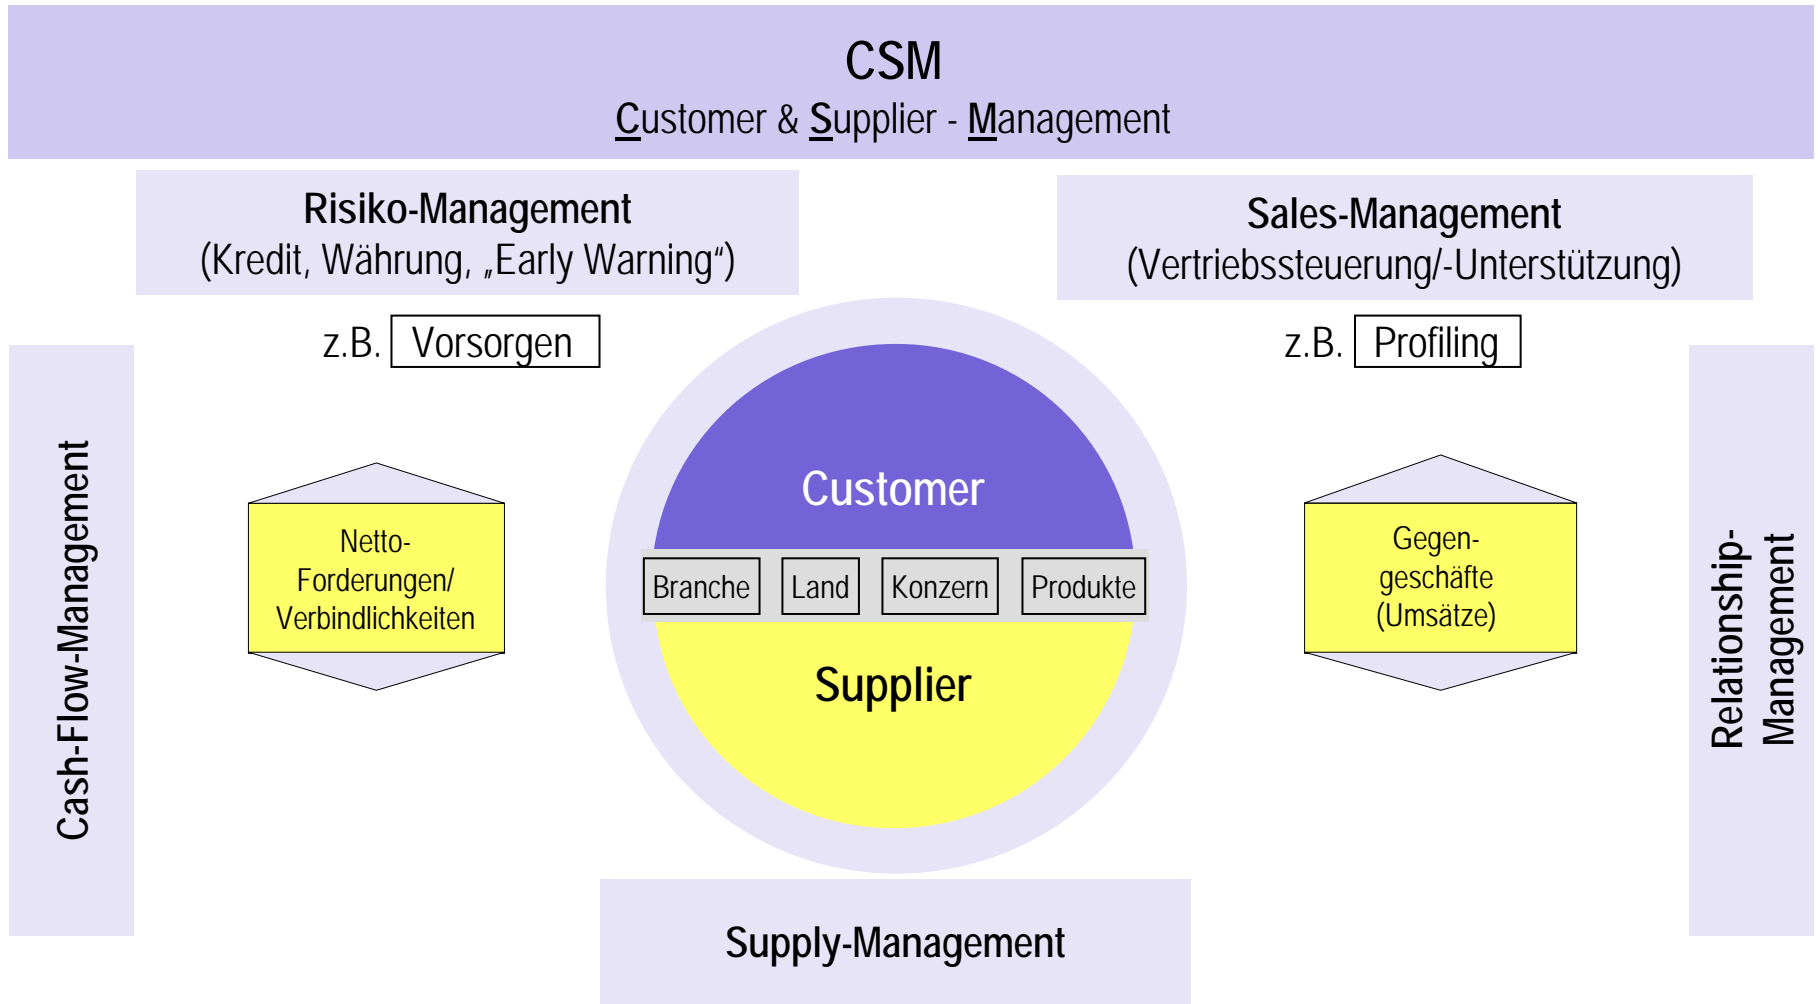 CSM
Customer & Supplier - Management
Risiko-Management
(Kredit, Währung, „Early Warning“)
Sales-Management
(Vertriebssteuerung/-Unterstützung)
z.B. Vorsorgen
z.B. Profiling
Cash-Flow-Management
Netto-
Forderungen/
Verbindlichkeiten
Customer
Branche Land Konzern Produkte
Supplier
Gegen-
geschäfte
(Umsätze)
Relationship-
Management
Supply-Management